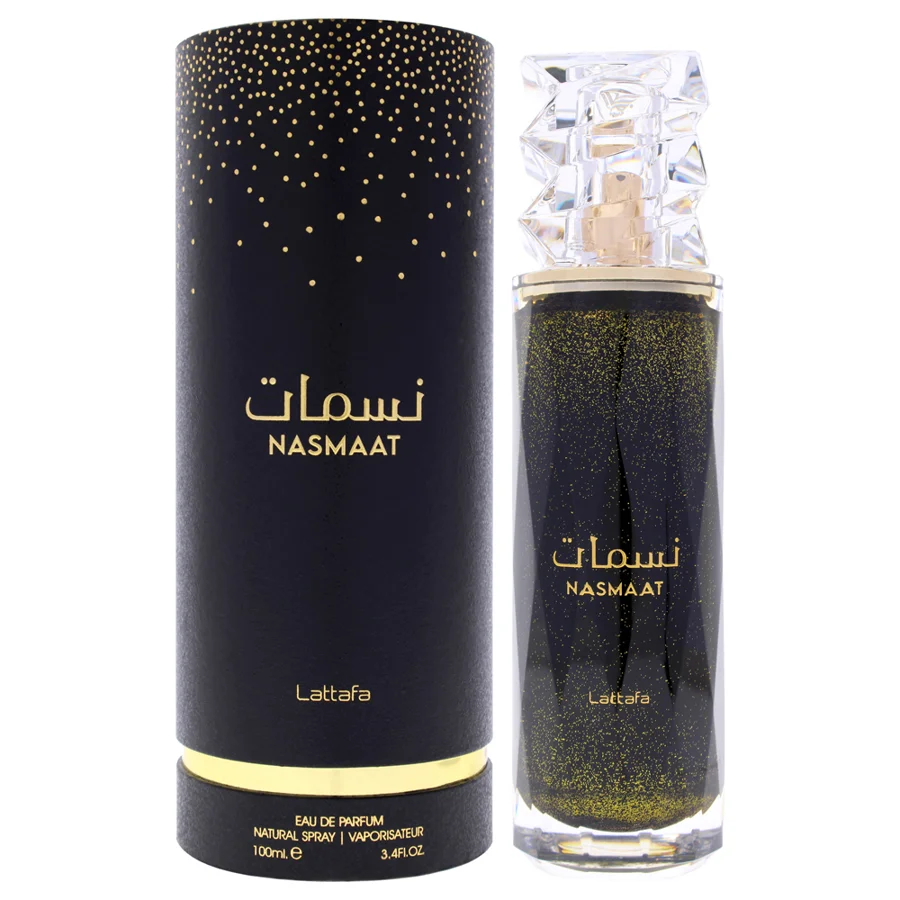 نسمات
NASMAAT
Lattafa
EAU DE PARFUM
NATURAL SPRAY | VAPORISATEUR
100ml. e 3.4Fl.OZ
نسمات
NASMAAT
Lattafa